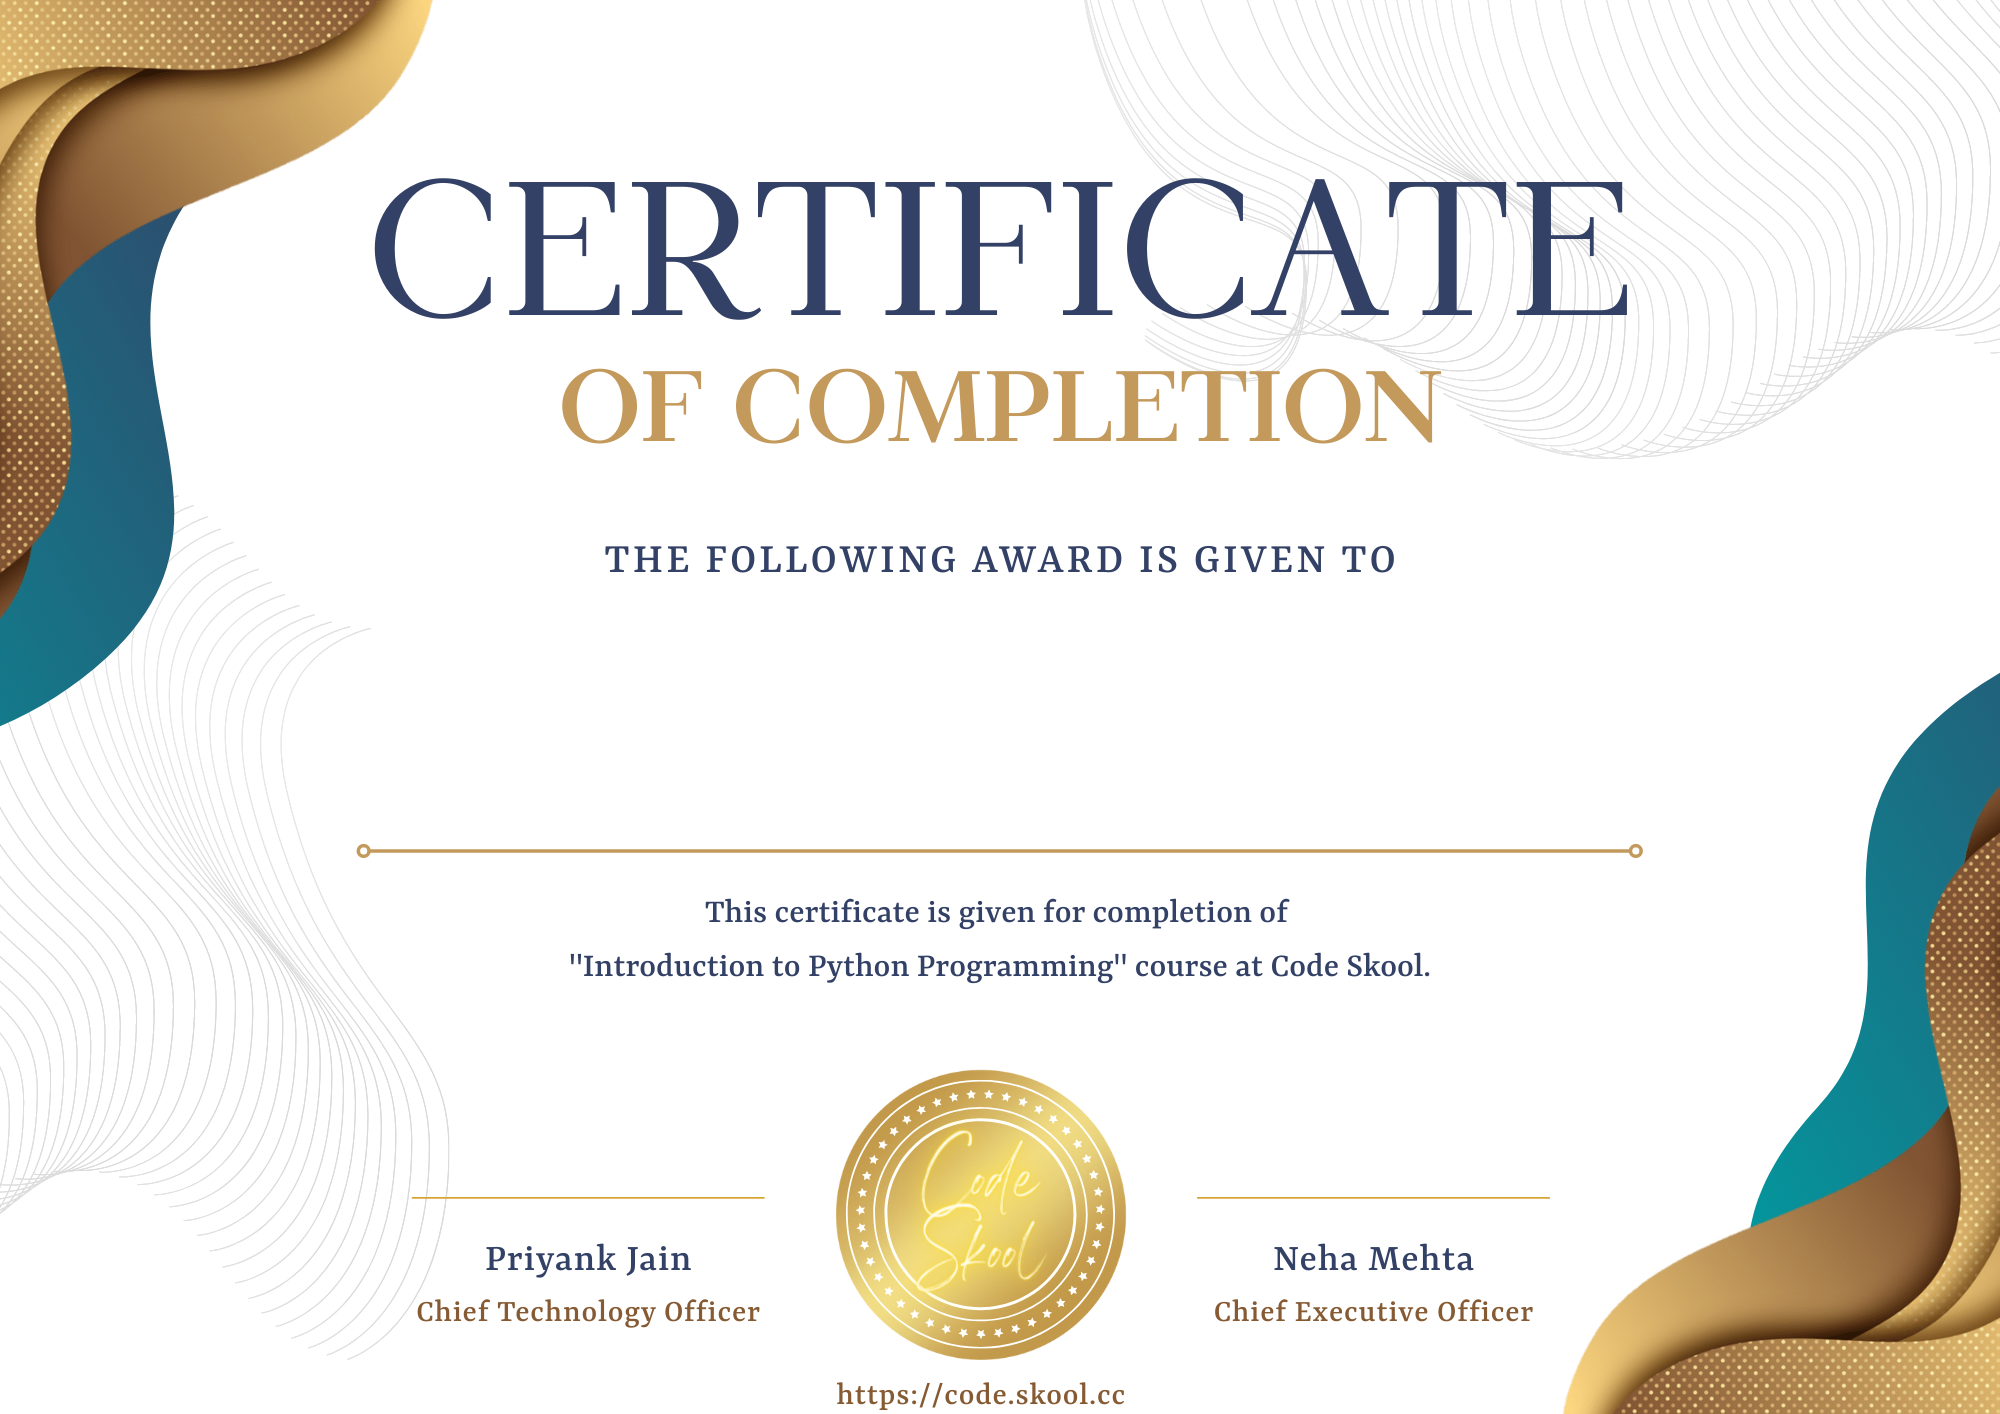 CERTIFICATE
OF COMPLETION
THE FOLLOWING AWARD IS GIVEN TO
This certificate is given for completion of
"Introduction to Python Programming" course at Code Skool.
Code
Skool
Priyank Jain
Chief Technology Officer
Neha Mehta
Chief Executive Officer
https://code.skool.cc